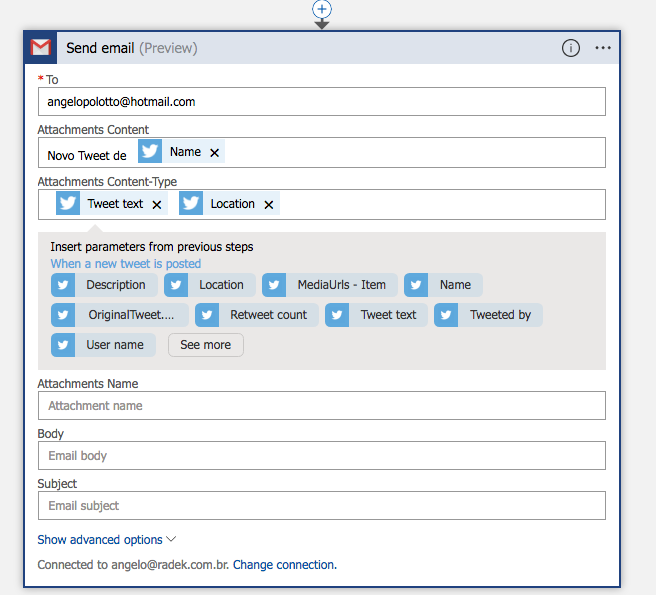 Send email (Preview)
* To
angelopolotto@hotmail.com
Attachments Content
Novo Tweet de Name ×
Attachments Content-Type
Tweet text × Location ×
Insert parameters from previous steps
When a new tweet is posted
Description Location MediaUrls - Item Name
OriginalTweet.... Retweet count Tweet text Tweeted by
User name See more
Attachments Name
Attachment name
Body
Email body
Subject
Email subject
Show advanced options
Connected to angelo@radek.com.br. Change connection.